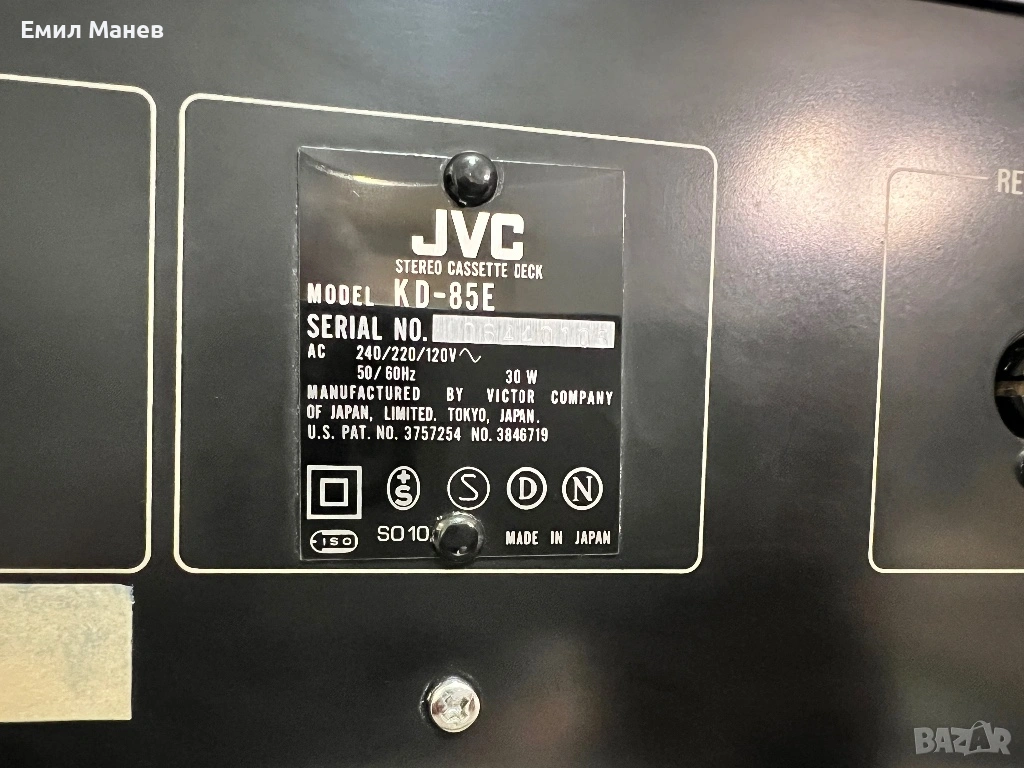 Емил Манев
JVC
STEREO CASSETTE DECK
MODEL KD-85E
SERIAL NO.
AC 240/220/120V~
50/60Hz 30 W
MANUFACTURED BY VICTOR COMPANY
OF JAPAN, LIMITED. TOKYO, JAPAN.
U.S. PAT. NO. 3757254 NO. 3846719
+S S D N
ISO SO 10
MADE IN JAPAN
RE
BAZAR